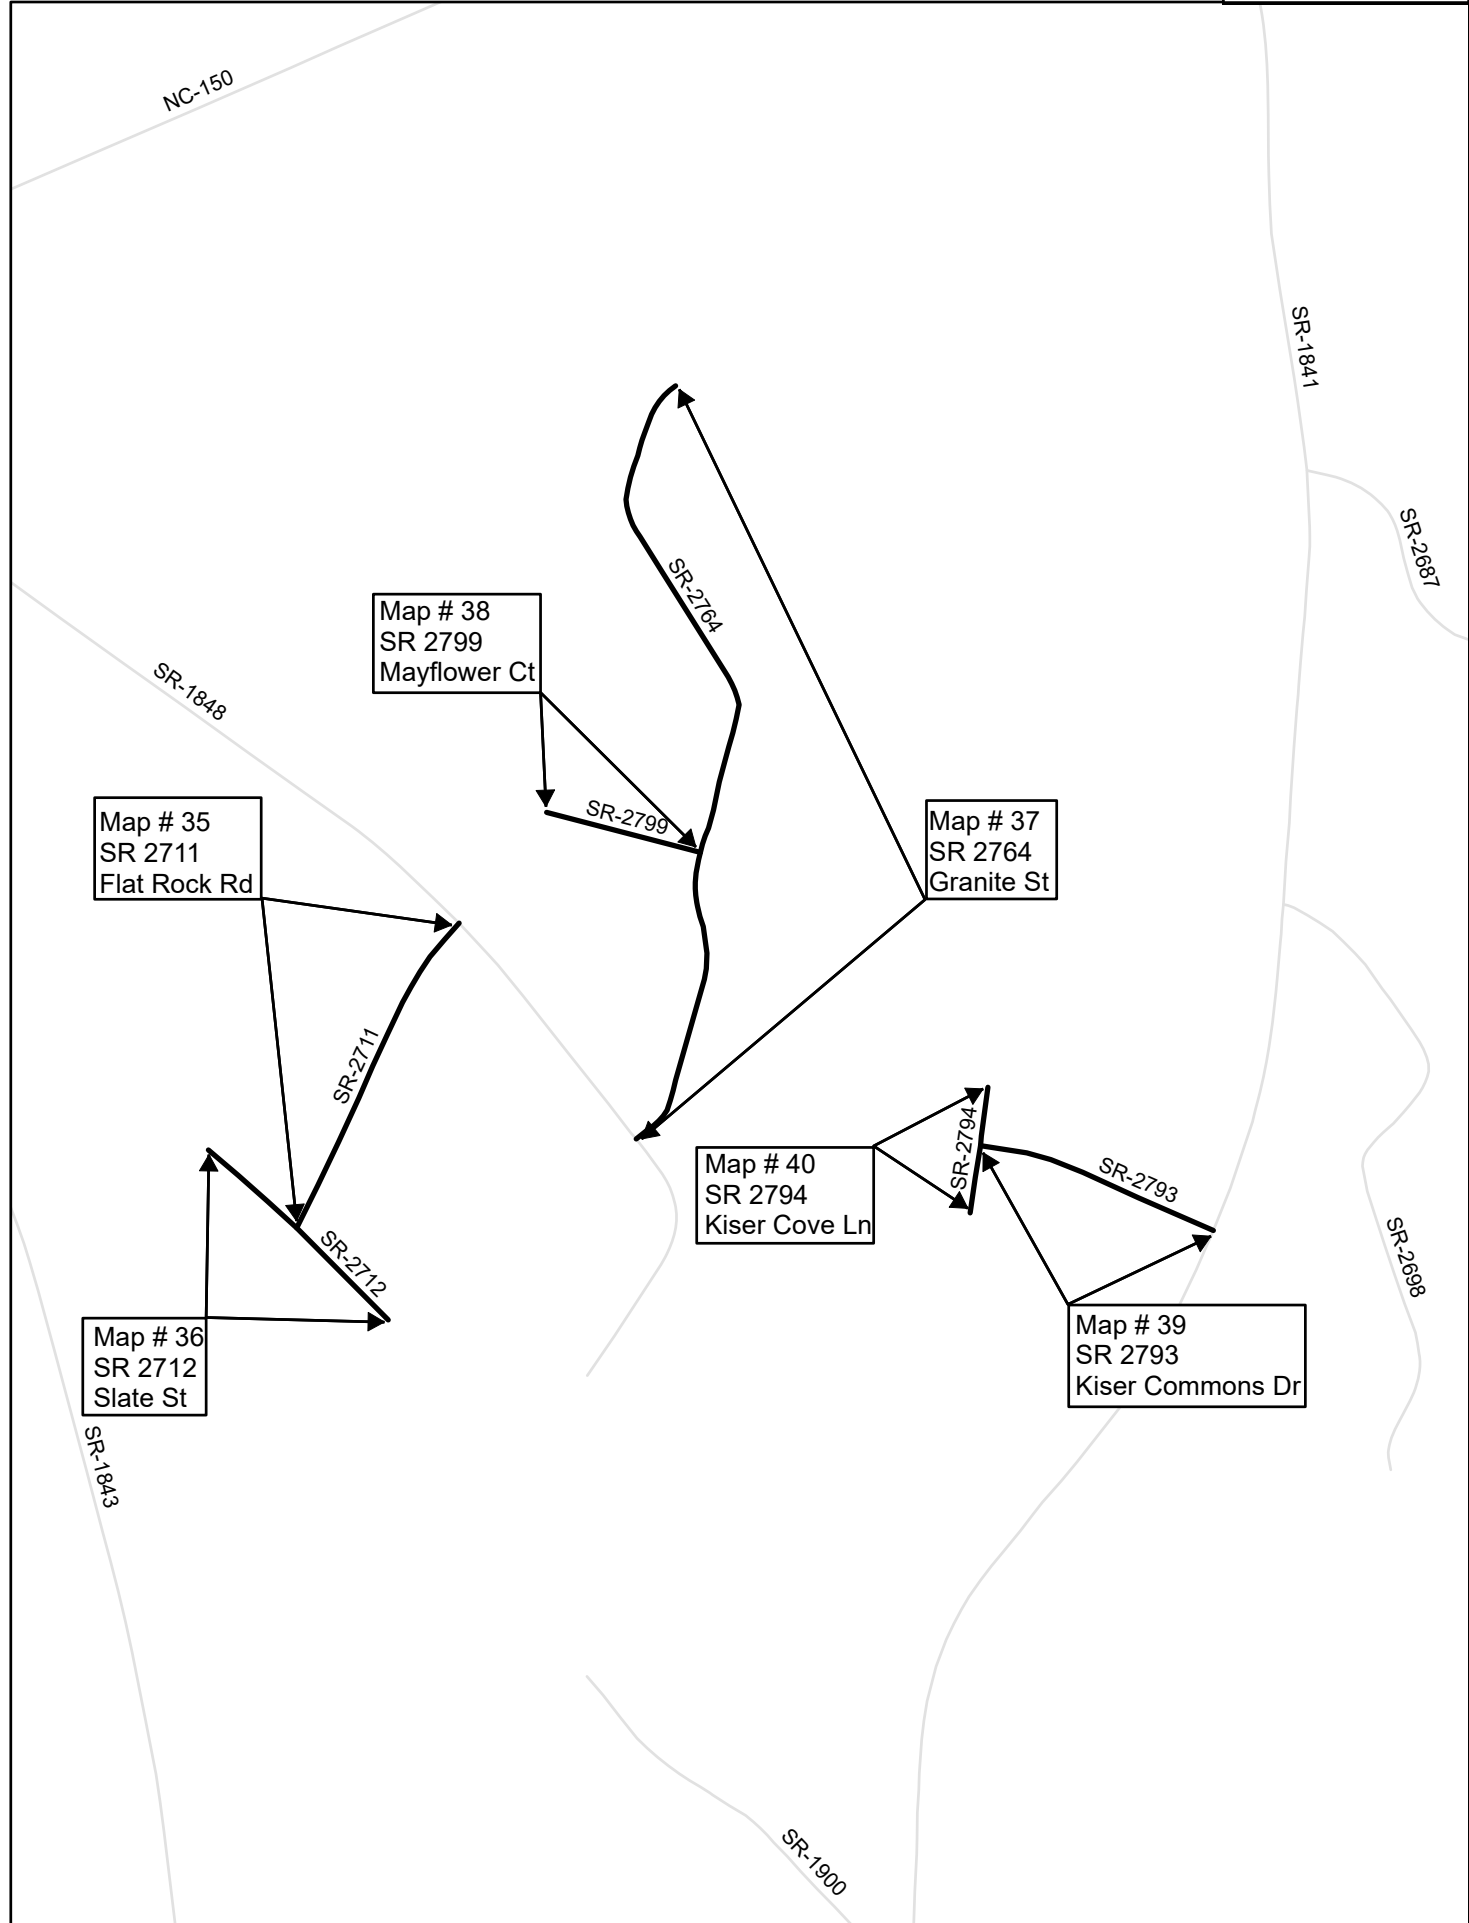 NC-150
SR-1841
SR-2687
SR-2764
Map # 38
SR 2799
Mayflower Ct
SR-1848
SR-2799
Map # 35
SR 2711
Flat Rock Rd
Map # 37
SR 2764
Granite St
SR-2711
SR-2794
Map # 40
SR 2794
Kiser Cove Ln
SR-2793
SR-2712
SR-2698
Map # 36
SR 2712
Slate St
Map # 39
SR 2793
Kiser Commons Dr
SR-1843
SR-1900